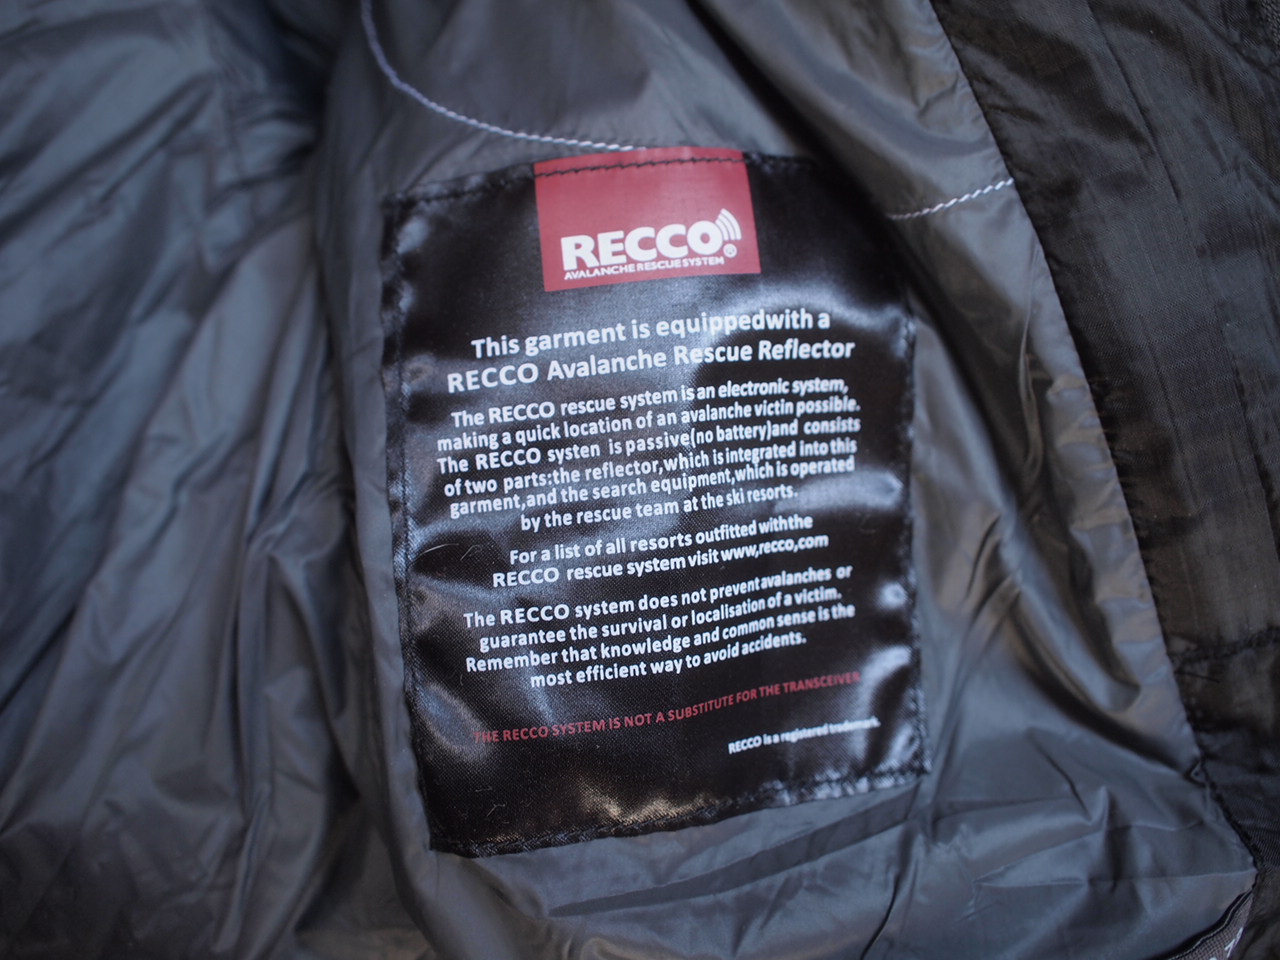 RECCO®
AVALANCHE RESCUE SYSTEM
This garment is equippedwith a
RECCO Avalanche Rescue Reflector
The RECCO rescue system is an electronic system,
making a quick location of an avalanche victin possible.
The RECCO systen is passive(no battery)and consists
of two parts:the reflector,which is integrated into this
garment,and the search equipment,which is operated
by the rescue team at the ski resorts.
For a list of all resorts outfitted withthe
RECCO rescue system visit www,recco,com
The RECCO system does not prevent avalanches or
guarantee the survival or localisation of a victim.
Remember that knowledge and common sense is the
most efficient way to avoid accidents.
THE RECCO SYSTEM IS NOT A SUBSTITUTE FOR THE TRANSCEIVER
RECCO is a registered trademark.